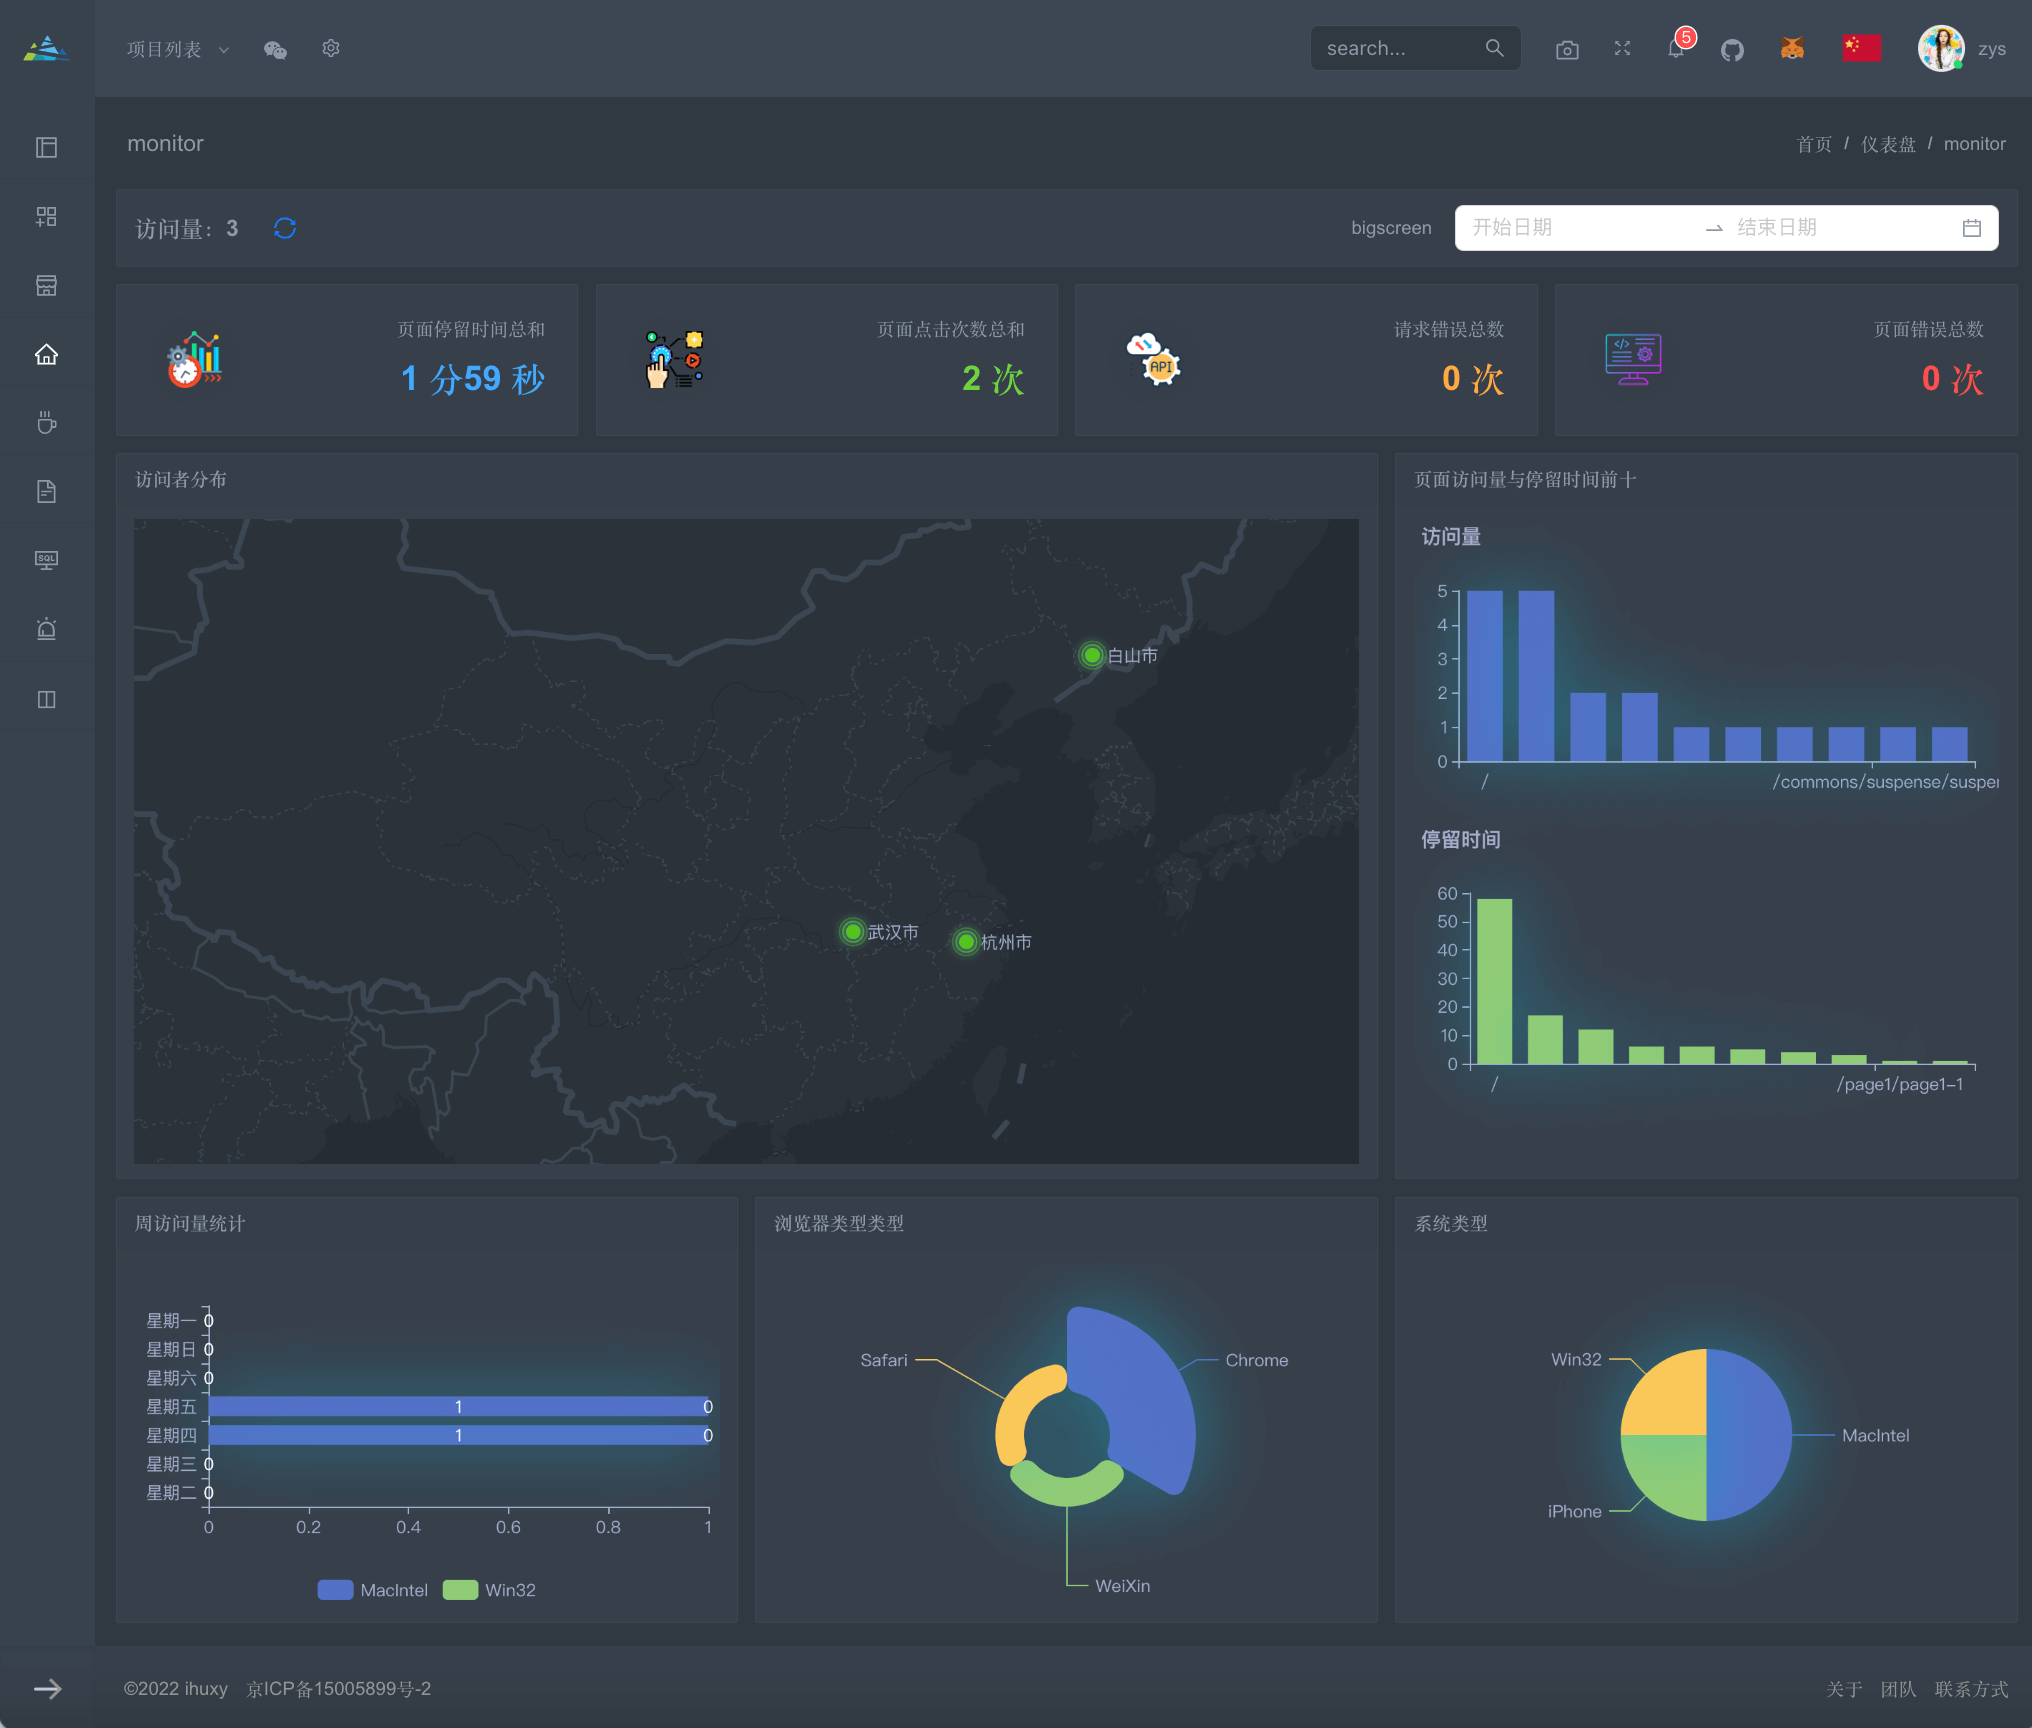 项目列表
search...
5
zys
monitor
首页 / 仪表盘 / monitor
访问量：3
bigscreen
开始日期
结束日期
页面停留时间总和
1 分59 秒
页面点击次数总和
2 次
API
请求错误总数
0 次
页面错误总数
0 次
SQL
访问者分布
白山市
武汉市
杭州市
页面访问量与停留时间前十
访问量
5
4
3
2
1
0
/
/commons/suspense/susper
停留时间
60
50
40
30
20
10
0
/
/page1/page1-1
周访问量统计
星期一 0
星期日 0
星期六 0
星期五 1 0
星期四 1 0
星期三 0
星期二 0
0 0.2 0.4 0.6 0.8 1
MacIntel Win32
浏览器类型类型
Safari
Chrome
WeiXin
系统类型
Win32
MacIntel
iPhone
©2022 ihuxy 京ICP备15005899号-2
关于 团队 联系方式